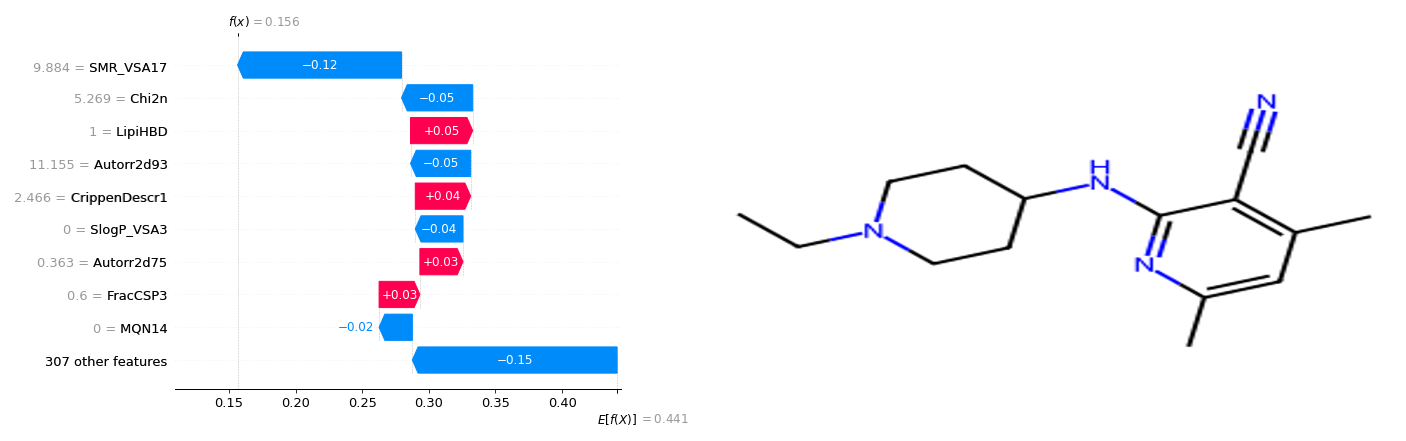 f(x) = 0.156
9.884 = SMR_VSA17 −0.12
5.269 = Chi2n −0.05
1 = LipiHBD +0.05
11.155 = Autorr2d93 −0.05
2.466 = CrippenDescr1 +0.04
0 = SlogP_VSA3 −0.04
0.363 = Autorr2d75 +0.03
0.6 = FracCSP3 +0.03
0 = MQN14 −0.02
307 other features −0.15
0.15 0.20 0.25 0.30 0.35 0.40
E[f(X)] = 0.441
N
H
N
N
N